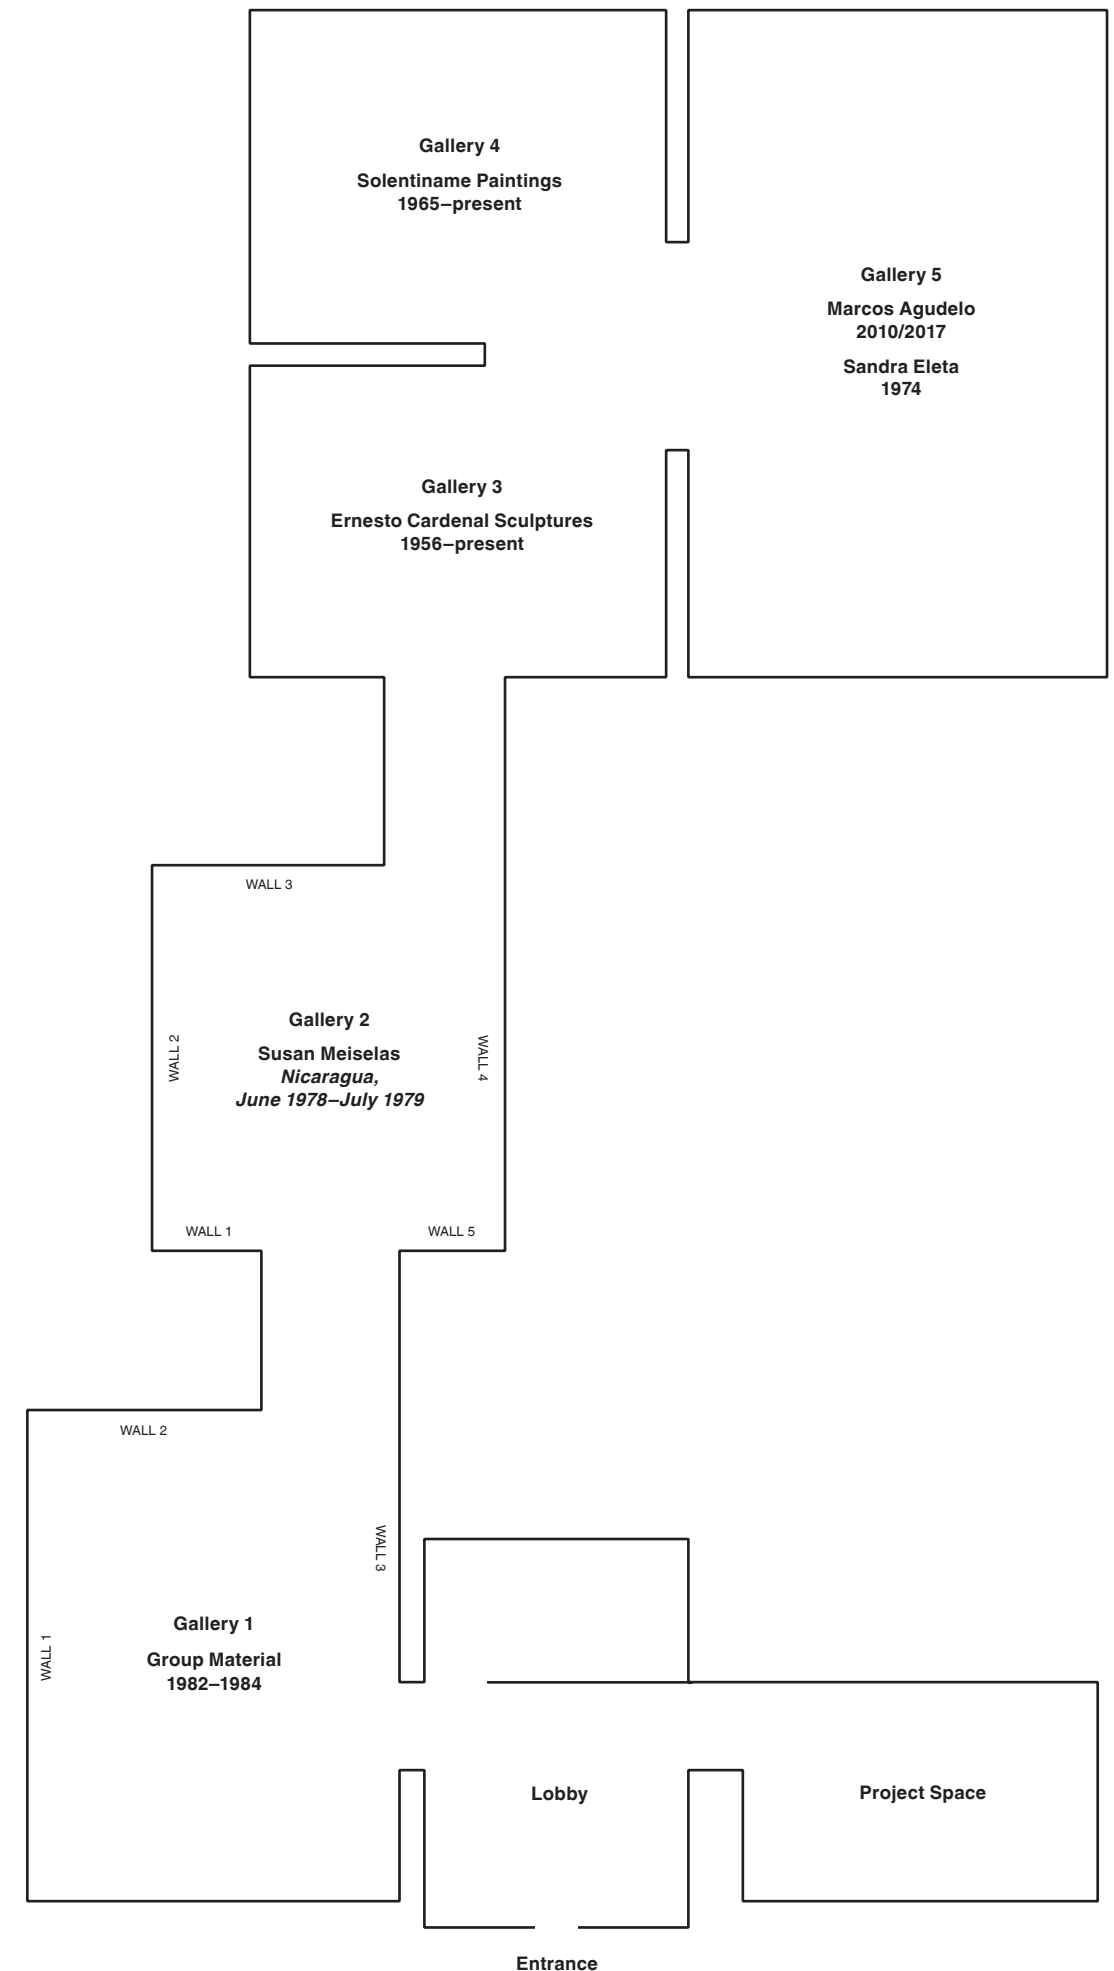 Gallery 4
Solentiname Paintings
1965–present
Gallery 5
Marcos Agudelo
2010/2017
Sandra Eleta
1974
Gallery 3
Ernesto Cardenal Sculptures
1956–present
WALL 3
Gallery 2
Susan Meiselas
Nicaragua,
June 1978–July 1979
WALL 2
WALL 4
WALL 1
WALL 5
WALL 2
WALL 3
Gallery 1
Group Material
1982–1984
WALL 1
Lobby
Project Space
Entrance